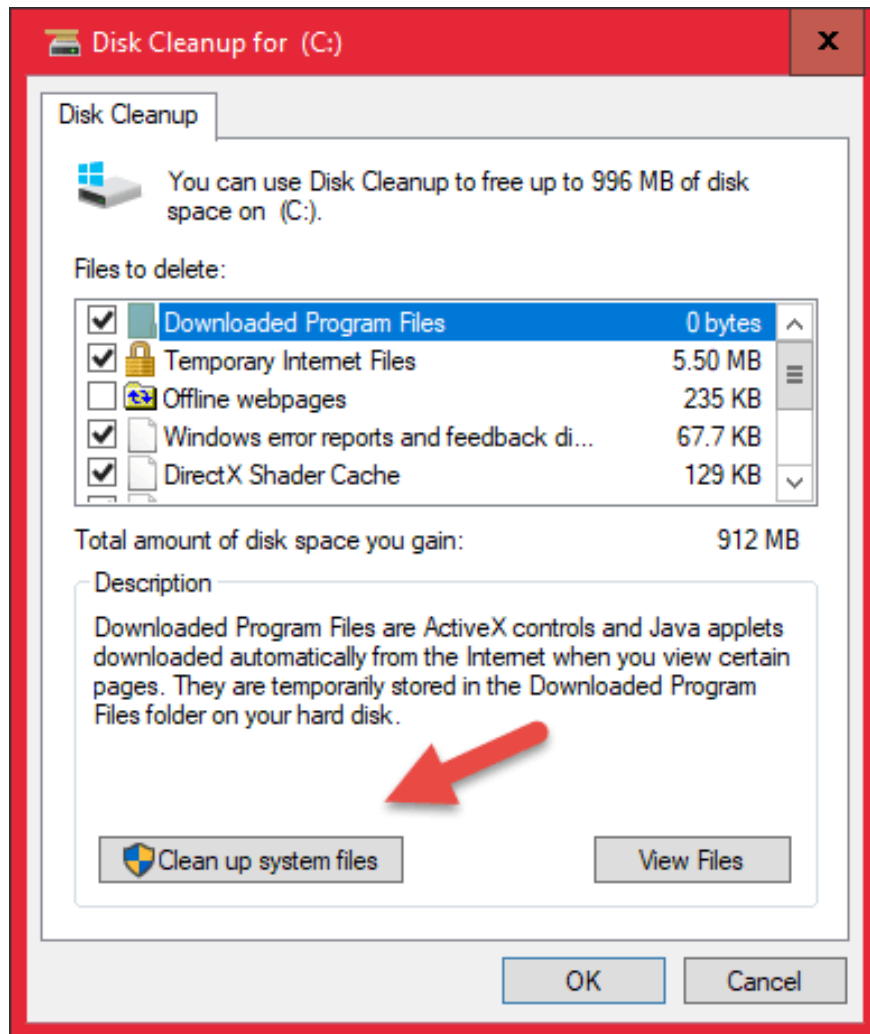 Disk Cleanup for (C:) x
Disk Cleanup
You can use Disk Cleanup to free up to 996 MB of disk
space on (C:).
Files to delete:
Downloaded Program Files 0 bytes
Temporary Internet Files 5.50 MB
Offline webpages 235 KB
Windows error reports and feedback di... 67.7 KB
DirectX Shader Cache 129 KB
Total amount of disk space you gain: 912 MB
Description
Downloaded Program Files are ActiveX controls and Java applets
downloaded automatically from the Internet when you view certain
pages. They are temporarily stored in the Downloaded Program
Files folder on your hard disk.
Clean up system files View Files
OK Cancel